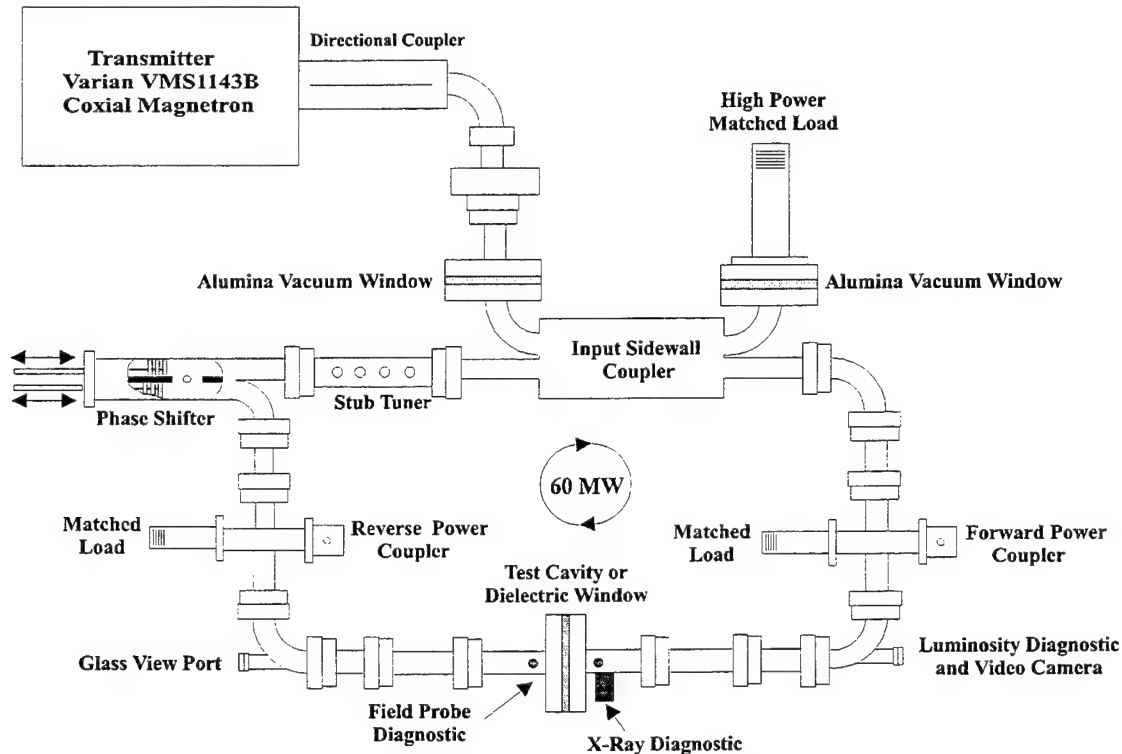 Directional Coupler
Transmitter
Varian VMS1143B
Coxial Magnetron
High Power
Matched Load
Alumina Vacuum Window
Alumina Vacuum Window
Input Sidewall
Coupler
Phase Shifter
Stub Tuner
60 MW
Matched
Load
Reverse Power
Coupler
Matched
Load
Forward Power
Coupler
Test Cavity or
Dielectric Window
Glass View Port
Luminosity Diagnostic
and Video Camera
Field Probe
Diagnostic
X-Ray Diagnostic